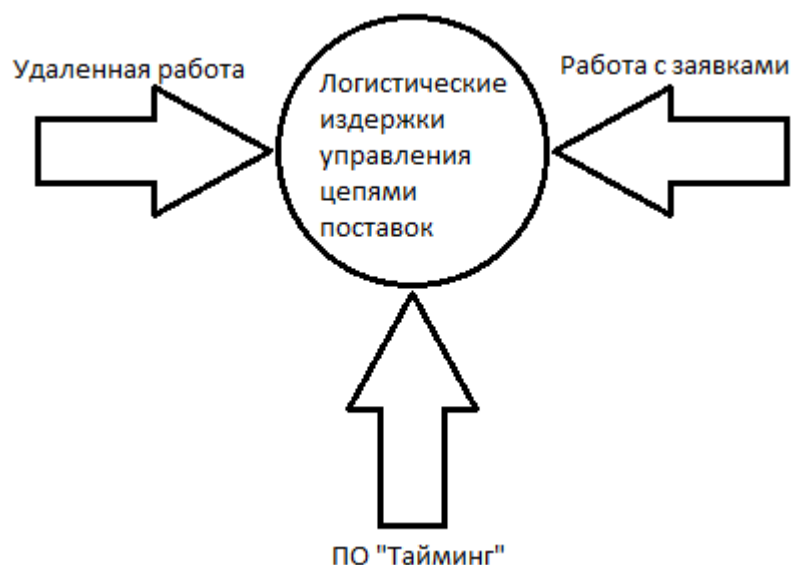 Удаленная работа
Работа с заявками
Логистические
издержки
управления
цепями
поставок
ПО "Тайминг"